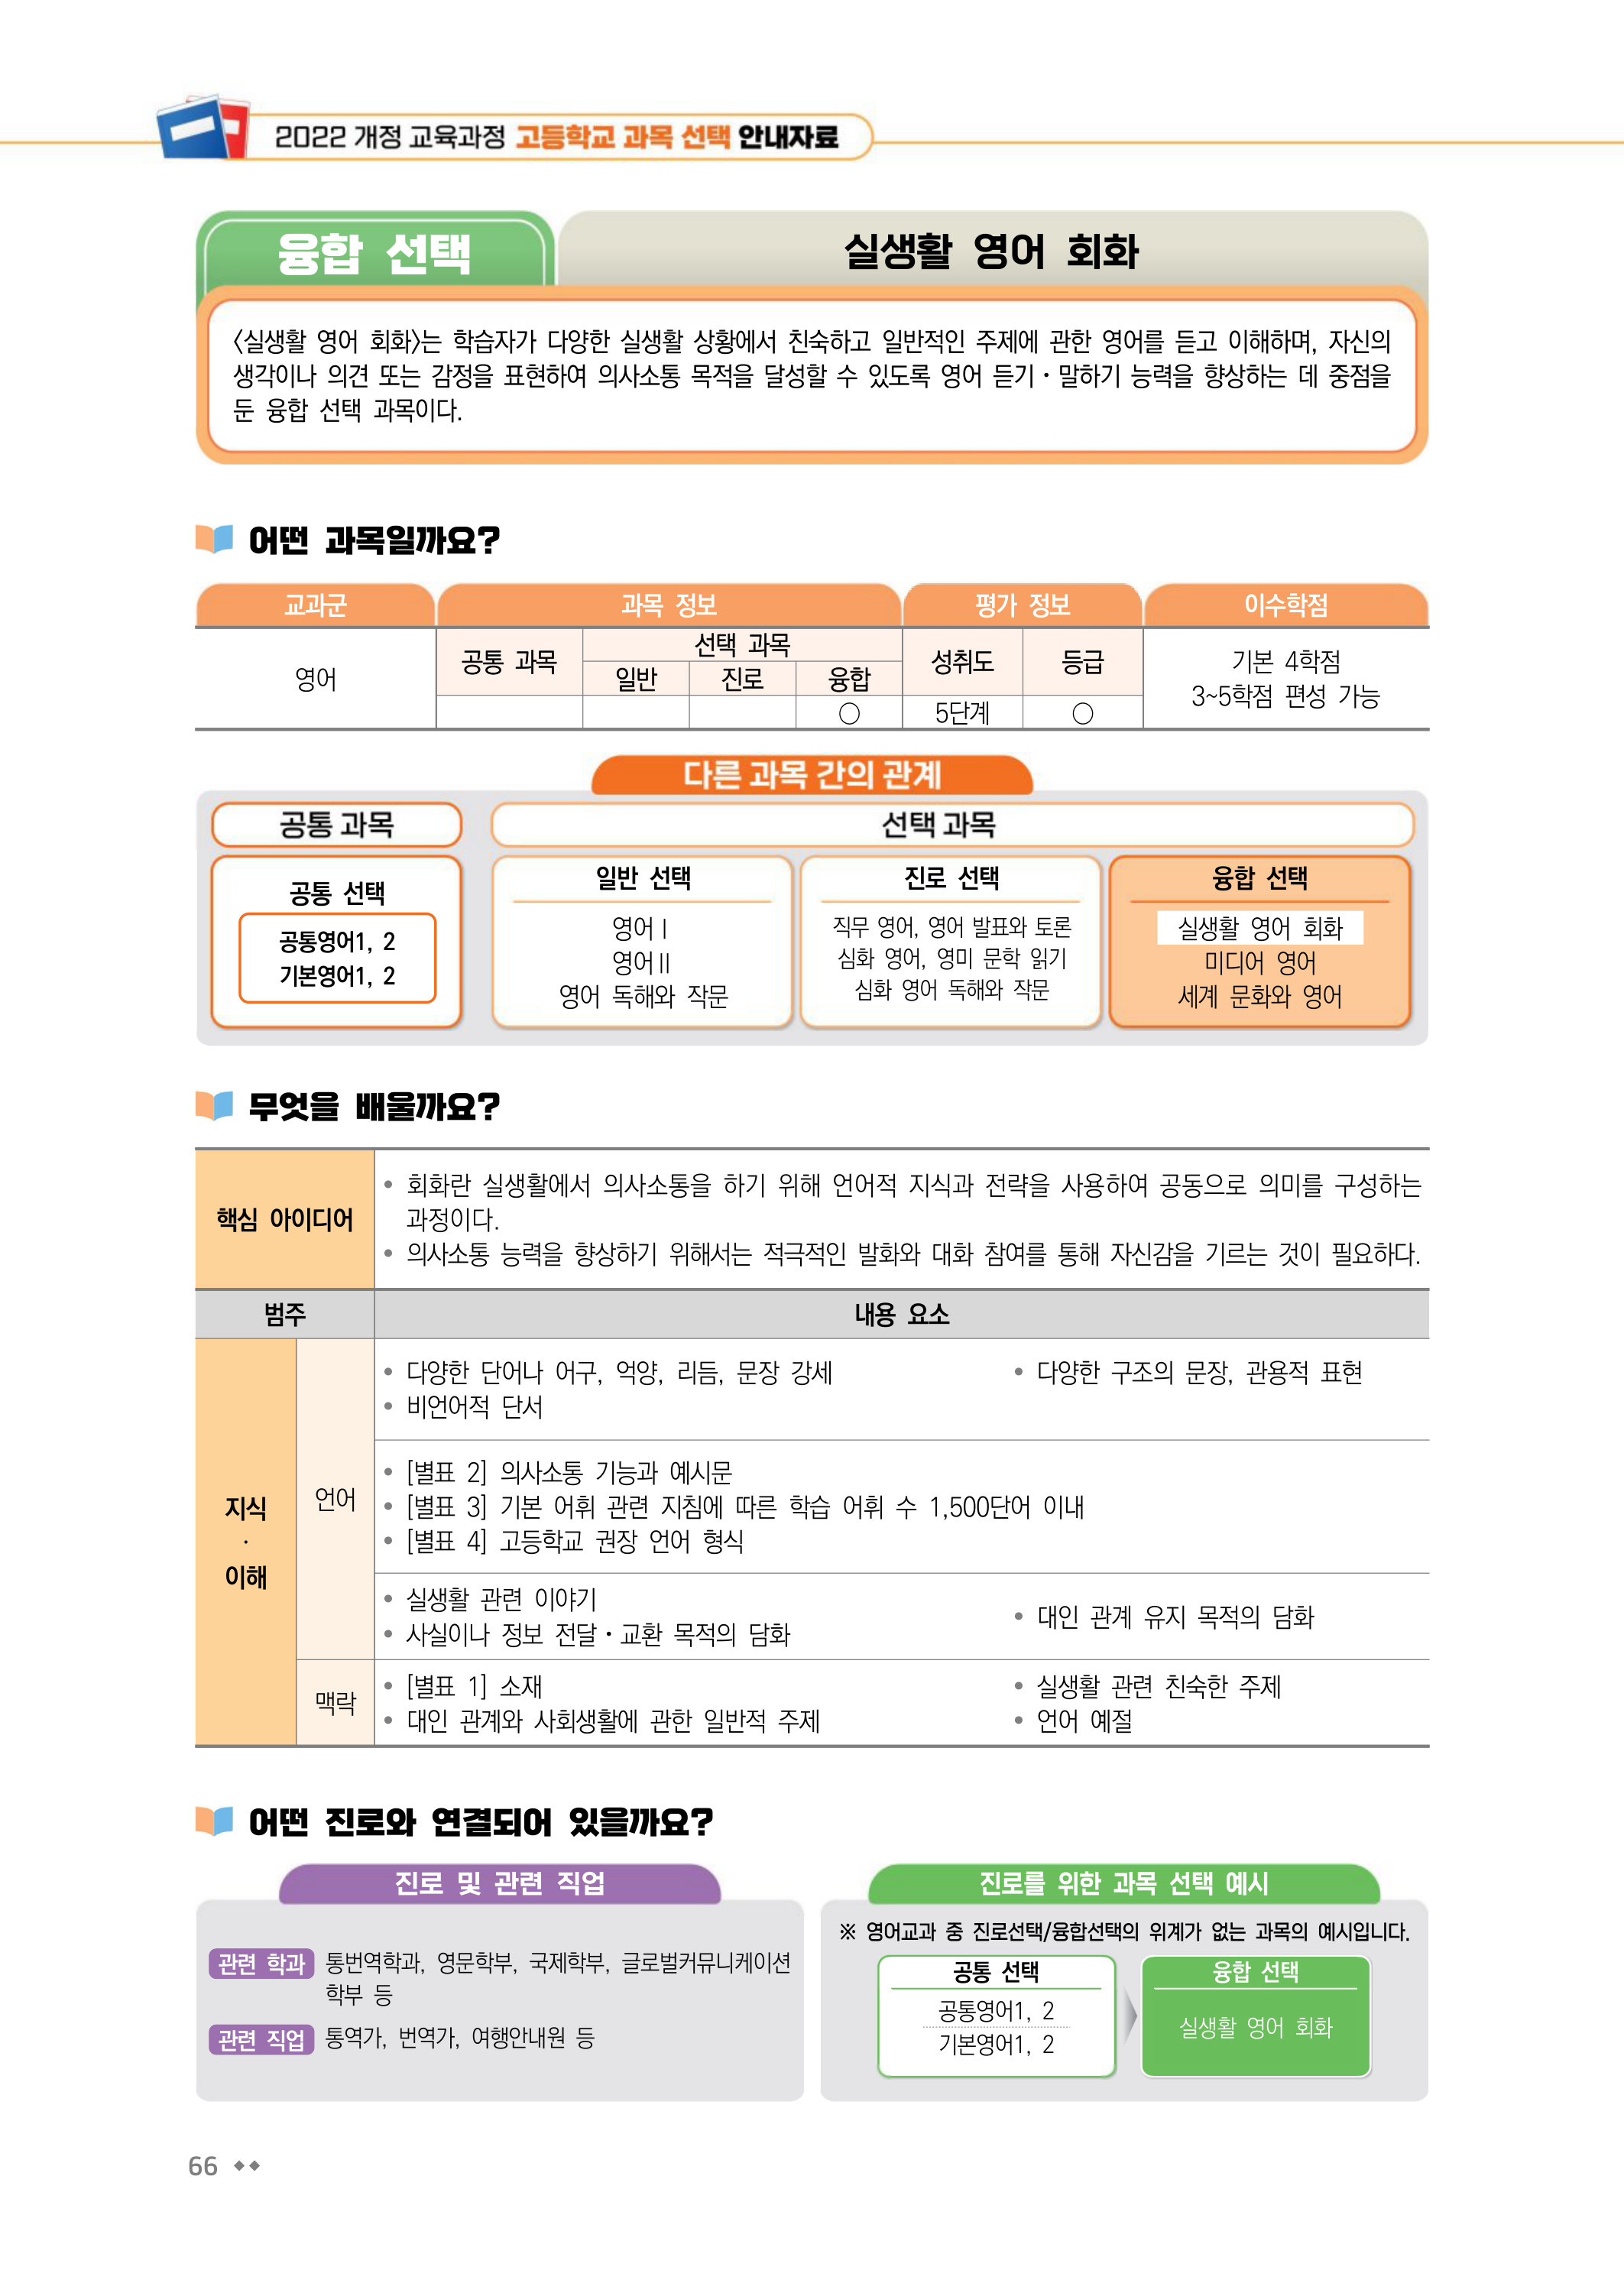 2022 개정 교육과정 고등학교 과목 선택 안내자료
융합 선택
실생활 영어 회화
〈실생활 영어 회화〉는 학습자가 다양한 실생활 상황에서 친숙하고 일반적인 주제에 관한 영어를 듣고 이해하며, 자신의
생각이나 의견 또는 감정을 표현하여 의사소통 목적을 달성할 수 있도록 영어 듣기・말하기 능력을 향상하는 데 중점을
둔 융합 선택 과목이다.
어떤 과목일까요?
교과군 과목 정보 평가 정보 이수학점
영어 공통 과목 선택 과목 성취도 등급 기본 4학점
일반 진로 융합 3~5학점 편성 가능
○ 5단계 ○
다른 과목 간의 관계
공통 과목 선택 과목
공통 선택
공통영어1, 2
기본영어1, 2
일반 선택
영어Ⅰ
영어Ⅱ
영어 독해와 작문
진로 선택
직무 영어, 영어 발표와 토론
심화 영어, 영미 문학 읽기
심화 영어 독해와 작문
융합 선택
실생활 영어 회화
미디어 영어
세계 문화와 영어
무엇을 배울까요?
핵심 아이디어
• 회화란 실생활에서 의사소통을 하기 위해 언어적 지식과 전략을 사용하여 공동으로 의미를 구성하는
과정이다.
• 의사소통 능력을 향상하기 위해서는 적극적인 발화와 대화 참여를 통해 자신감을 기르는 것이 필요하다.
범주 내용 요소
지식
·
이해
언어
• 다양한 단어나 어구, 억양, 리듬, 문장 강세 • 다양한 구조의 문장, 관용적 표현
• 비언어적 단서
• [별표 2] 의사소통 기능과 예시문
• [별표 3] 기본 어휘 관련 지침에 따른 학습 어휘 수 1,500단어 이내
• [별표 4] 고등학교 권장 언어 형식
• 실생활 관련 이야기
• 사실이나 정보 전달・교환 목적의 담화
• 대인 관계 유지 목적의 담화
맥락
• [별표 1] 소재 • 실생활 관련 친숙한 주제
• 대인 관계와 사회생활에 관한 일반적 주제 • 언어 예절
어떤 진로와 연결되어 있을까요?
진로 및 관련 직업
관련 학과 통번역학과, 영문학부, 국제학부, 글로벌커뮤니케이션
학부 등
관련 직업 통역가, 번역가, 여행안내원 등
진로를 위한 과목 선택 예시
※ 영어교과 중 진로선택/융합선택의 위계가 없는 과목의 예시입니다.
공통 선택
공통영어1, 2
기본영어1, 2
융합 선택
실생활 영어 회화
66 ◆◆